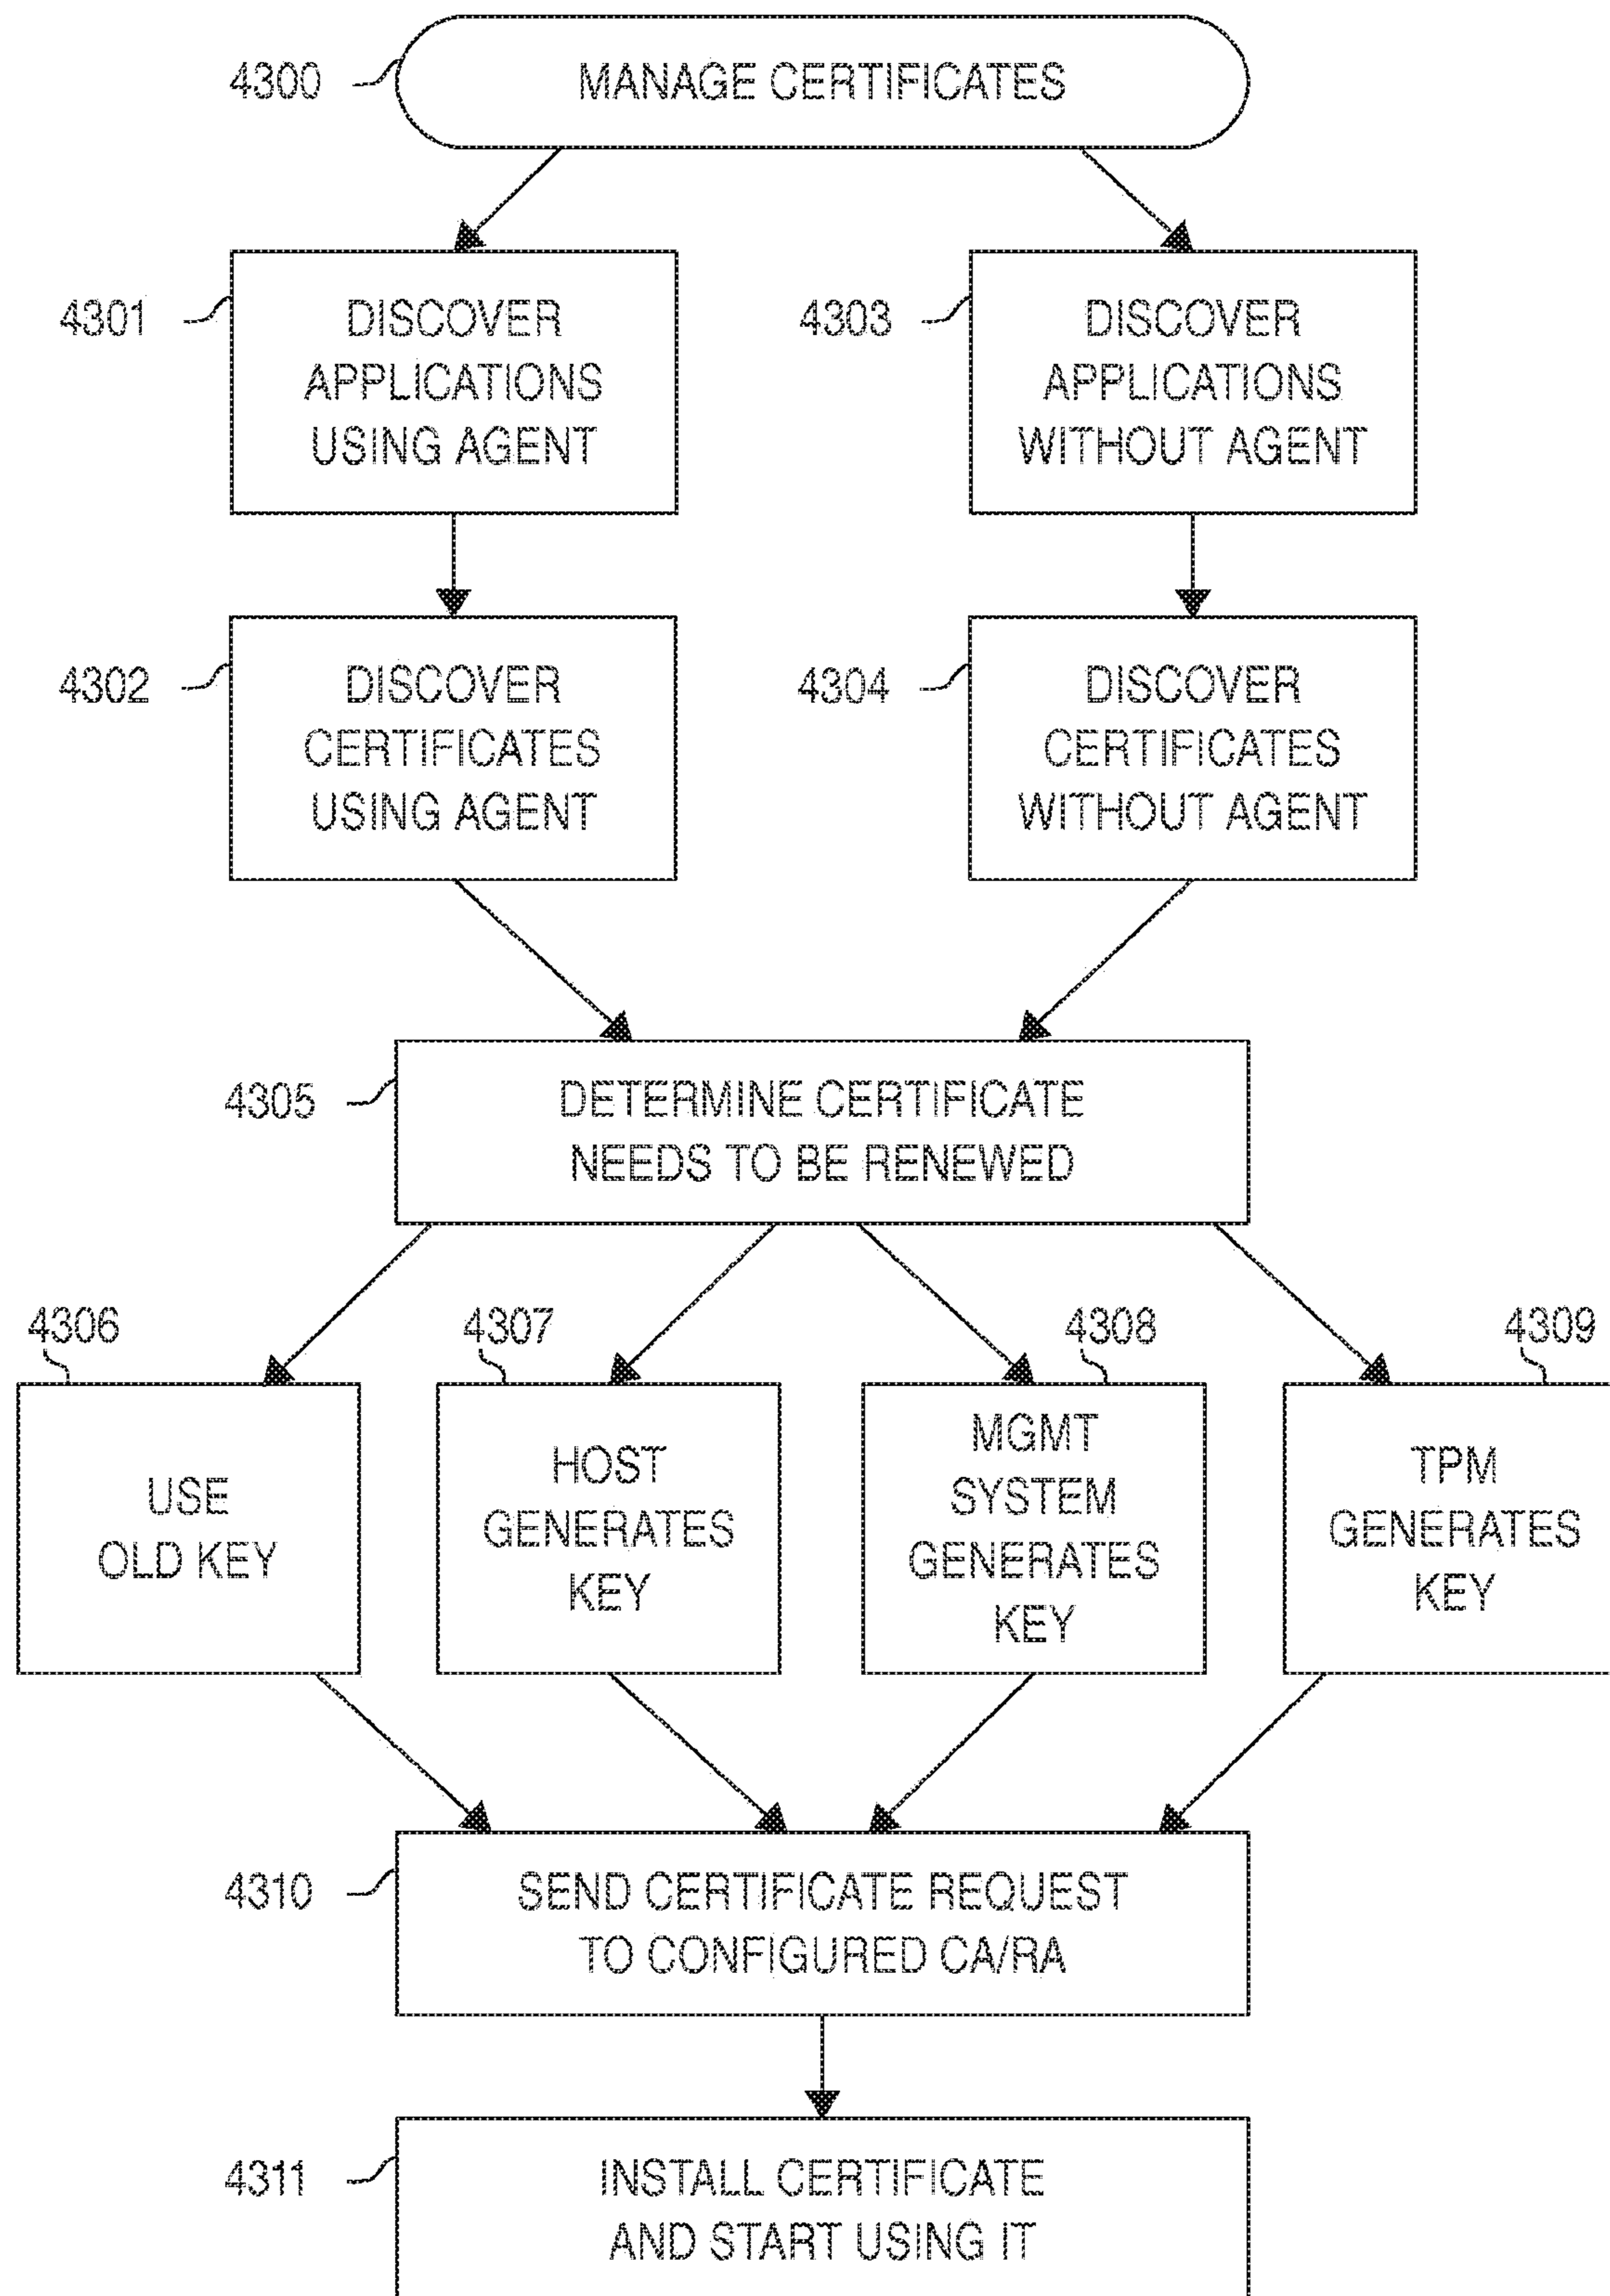 4300
MANAGE CERTIFICATES
4301
DISCOVER
APPLICATIONS
USING AGENT
4303
DISCOVER
APPLICATIONS
WITHOUT AGENT
4302
DISCOVER
CERTIFICATES
USING AGENT
4304
DISCOVER
CERTIFICATES
WITHOUT AGENT
4305
DETERMINE CERTIFICATE
NEEDS TO BE RENEWED
4306
USE
OLD KEY
4307
HOST
GENERATES
KEY
4308
MGMT
SYSTEM
GENERATES
KEY
4309
TPM
GENERATES
KEY
4310
SEND CERTIFICATE REQUEST
TO CONFIGURED CA/RA
4311
INSTALL CERTIFICATE
AND START USING IT